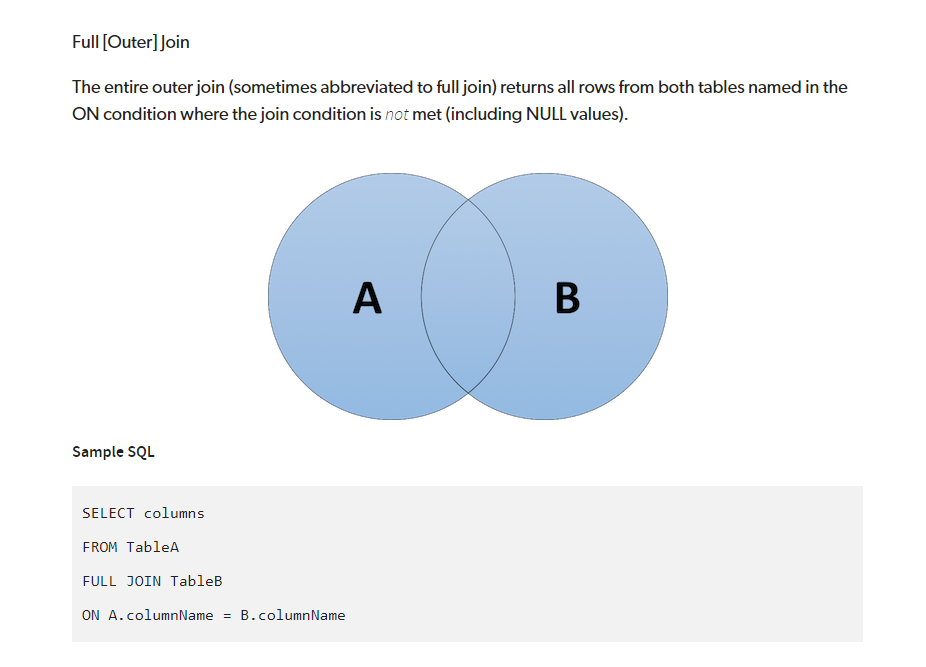 Full [Outer] Join
The entire outer join (sometimes abbreviated to full join) returns all rows from both tables named in the
ON condition where the join condition is not met (including NULL values).
A B
Sample SQL
SELECT columns
FROM TableA
FULL JOIN TableB
ON A.columnName = B.columnName